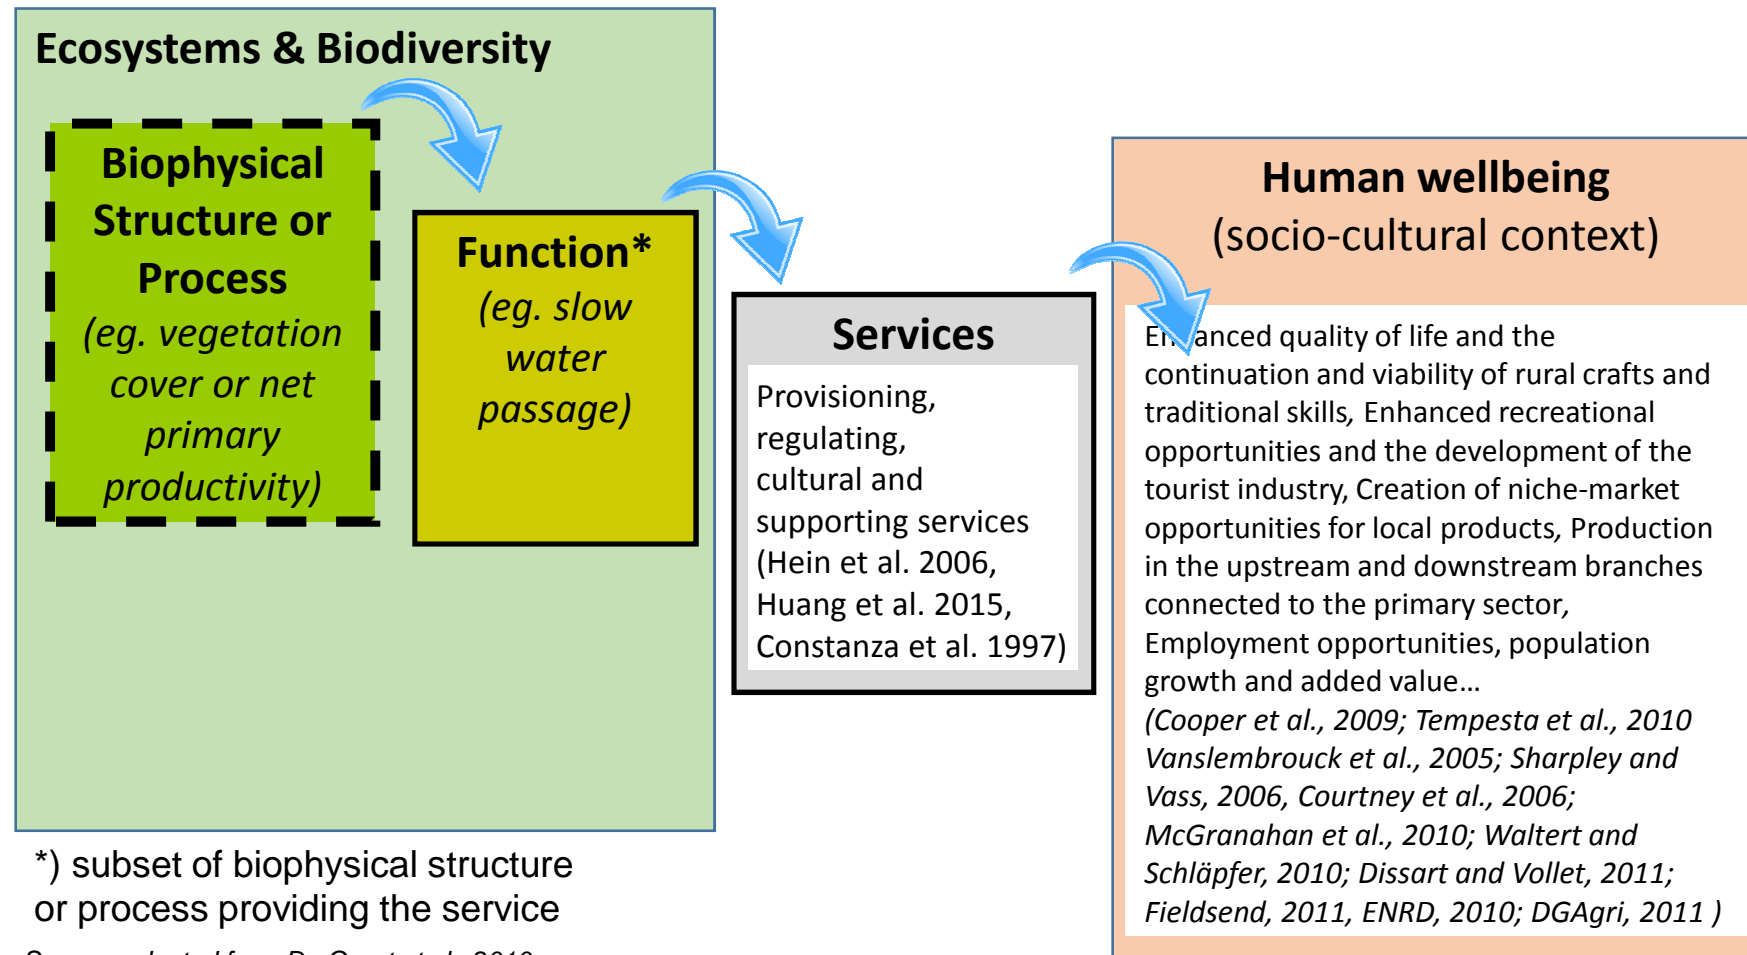 Ecosystems & Biodiversity
Biophysical
Structure or
Process
(eg. vegetation
cover or net
primary
productivity)
Function*
(eg. slow
water
passage)
Services
Provisioning,
regulating,
cultural and
supporting services
(Hein et al. 2006,
Huang et al. 2015,
Constanza et al. 1997)
Human wellbeing
(socio-cultural context)
Enhanced quality of life and the
continuation and viability of rural crafts and
traditional skills, Enhanced recreational
opportunities and the development of the
tourist industry, Creation of niche-market
opportunities for local products, Production
in the upstream and downstream branches
connected to the primary sector,
Employment opportunities, population
growth and added value…
(Cooper et al., 2009; Tempesta et al., 2010
Vanslembrouck et al., 2005; Sharpley and
Vass, 2006, Courtney et al., 2006;
McGranahan et al., 2010; Waltert and
Schläpfer, 2010; Dissart and Vollet, 2011;
Fieldsend, 2011, ENRD, 2010; DGAgri, 2011 )
*) subset of biophysical structure
or process providing the service